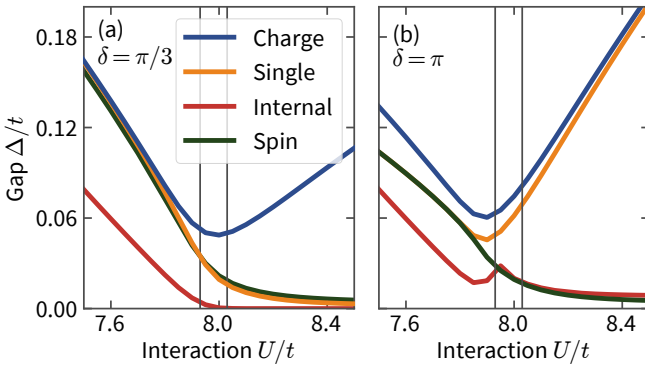 (a)
δ = π/3
Charge
Single
Internal
Spin
(b)
δ = π
Gap Δ/t
0.18
0.12
0.06
0.00
7.6
8.0
8.4
7.6
8.0
8.4
Interaction U/t
Interaction U/t